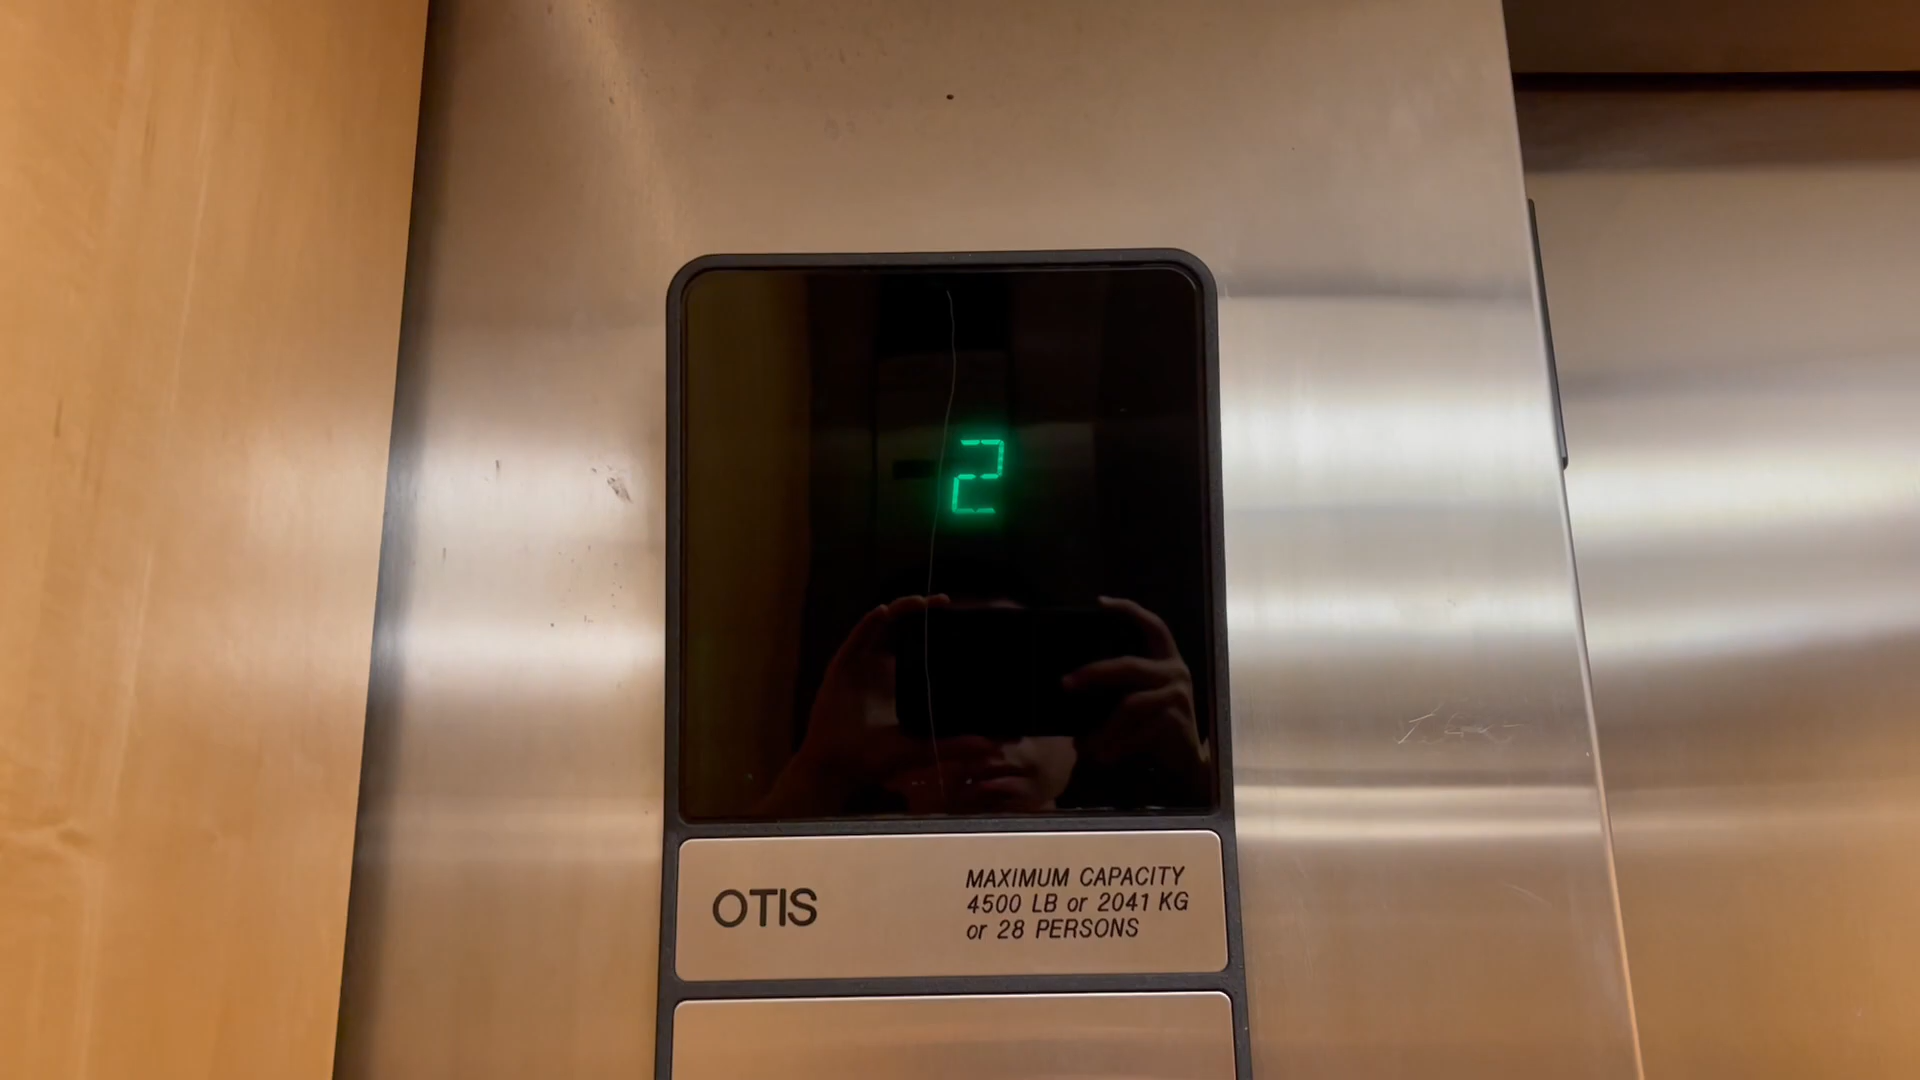 2
OTIS
MAXIMUM CAPACITY
4500 LB or 2041 KG
or 28 PERSONS